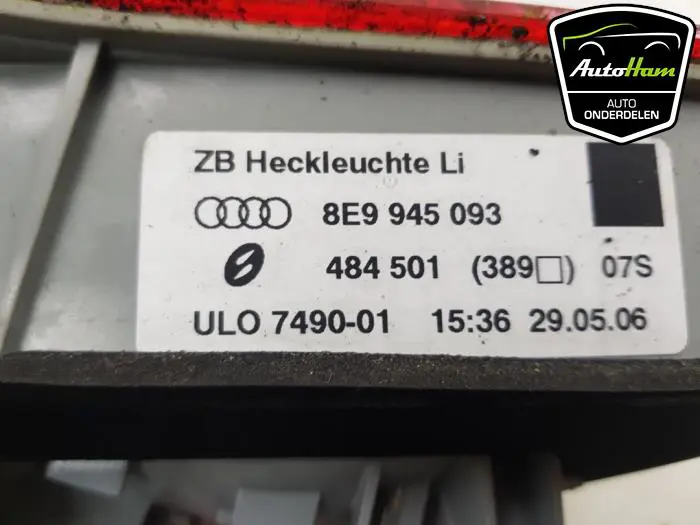 AutoHam
AUTO
ONDERDELEN
ZB Heckleuchte Li
8E9 945 093
484 501 (389□) 07S
ULO 7490-01 15:36 29.05.06